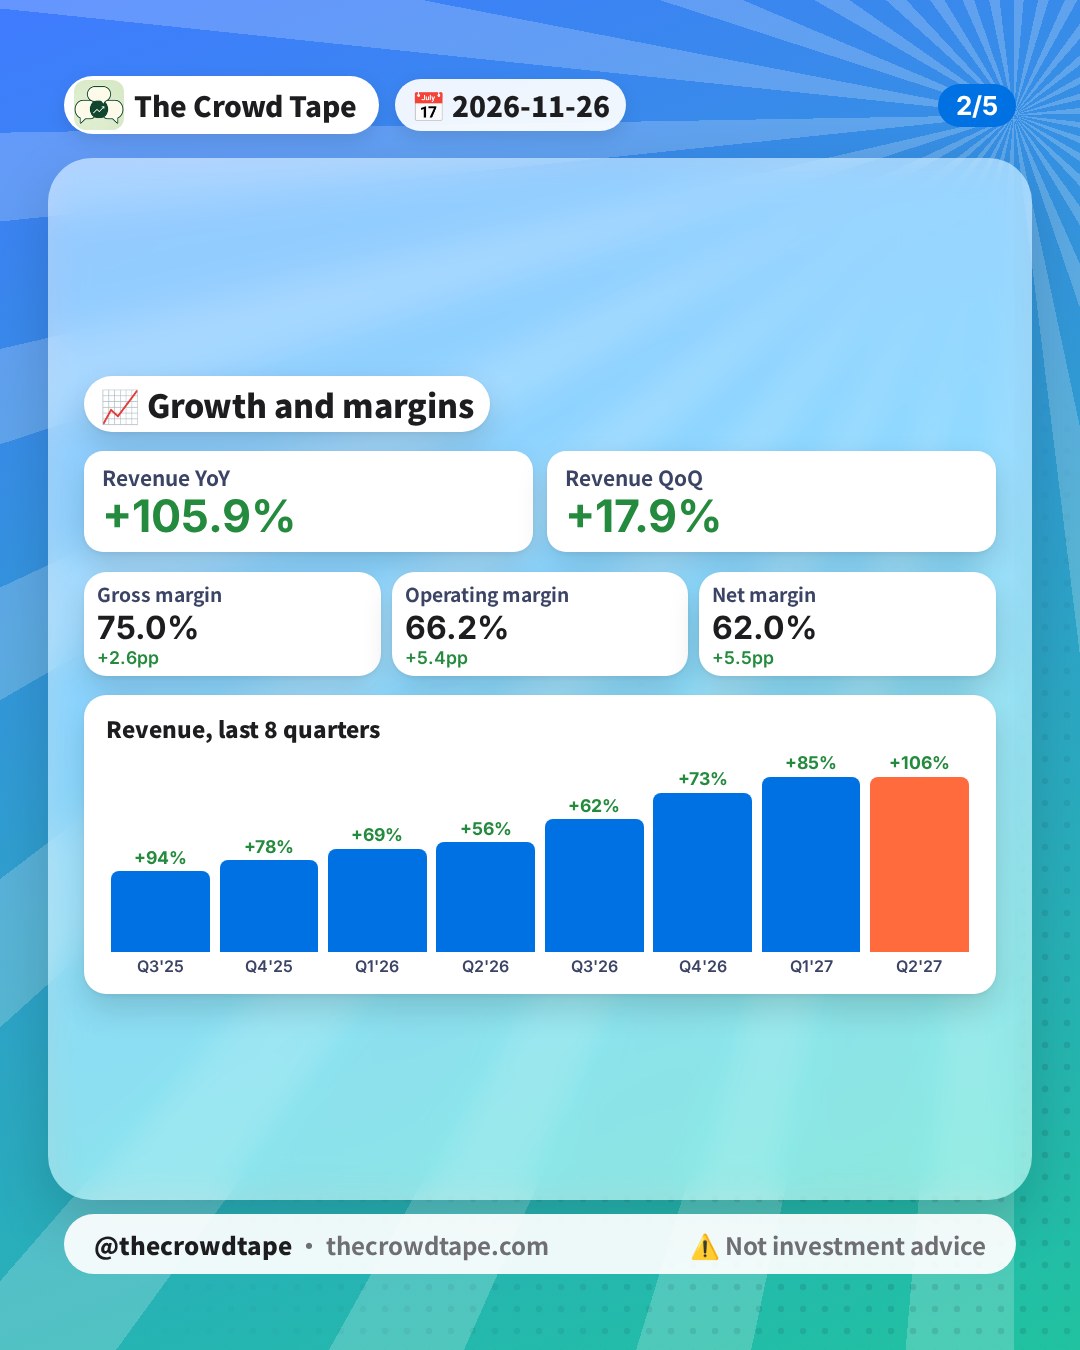 The Crowd Tape
2026-11-26
2/5
Growth and margins
Revenue YoY
+105.9%
Revenue QoQ
+17.9%
Gross margin
75.0%
+2.6pp
Operating margin
66.2%
+5.4pp
Net margin
62.0%
+5.5pp
Revenue, last 8 quarters
+94%
+78%
+69%
+56%
+62%
+73%
+85%
+106%
Q3'25
Q4'25
Q1'26
Q2'26
Q3'26
Q4'26
Q1'27
Q2'27
@thecrowdtape • thecrowdtape.com
⚠️ Not investment advice